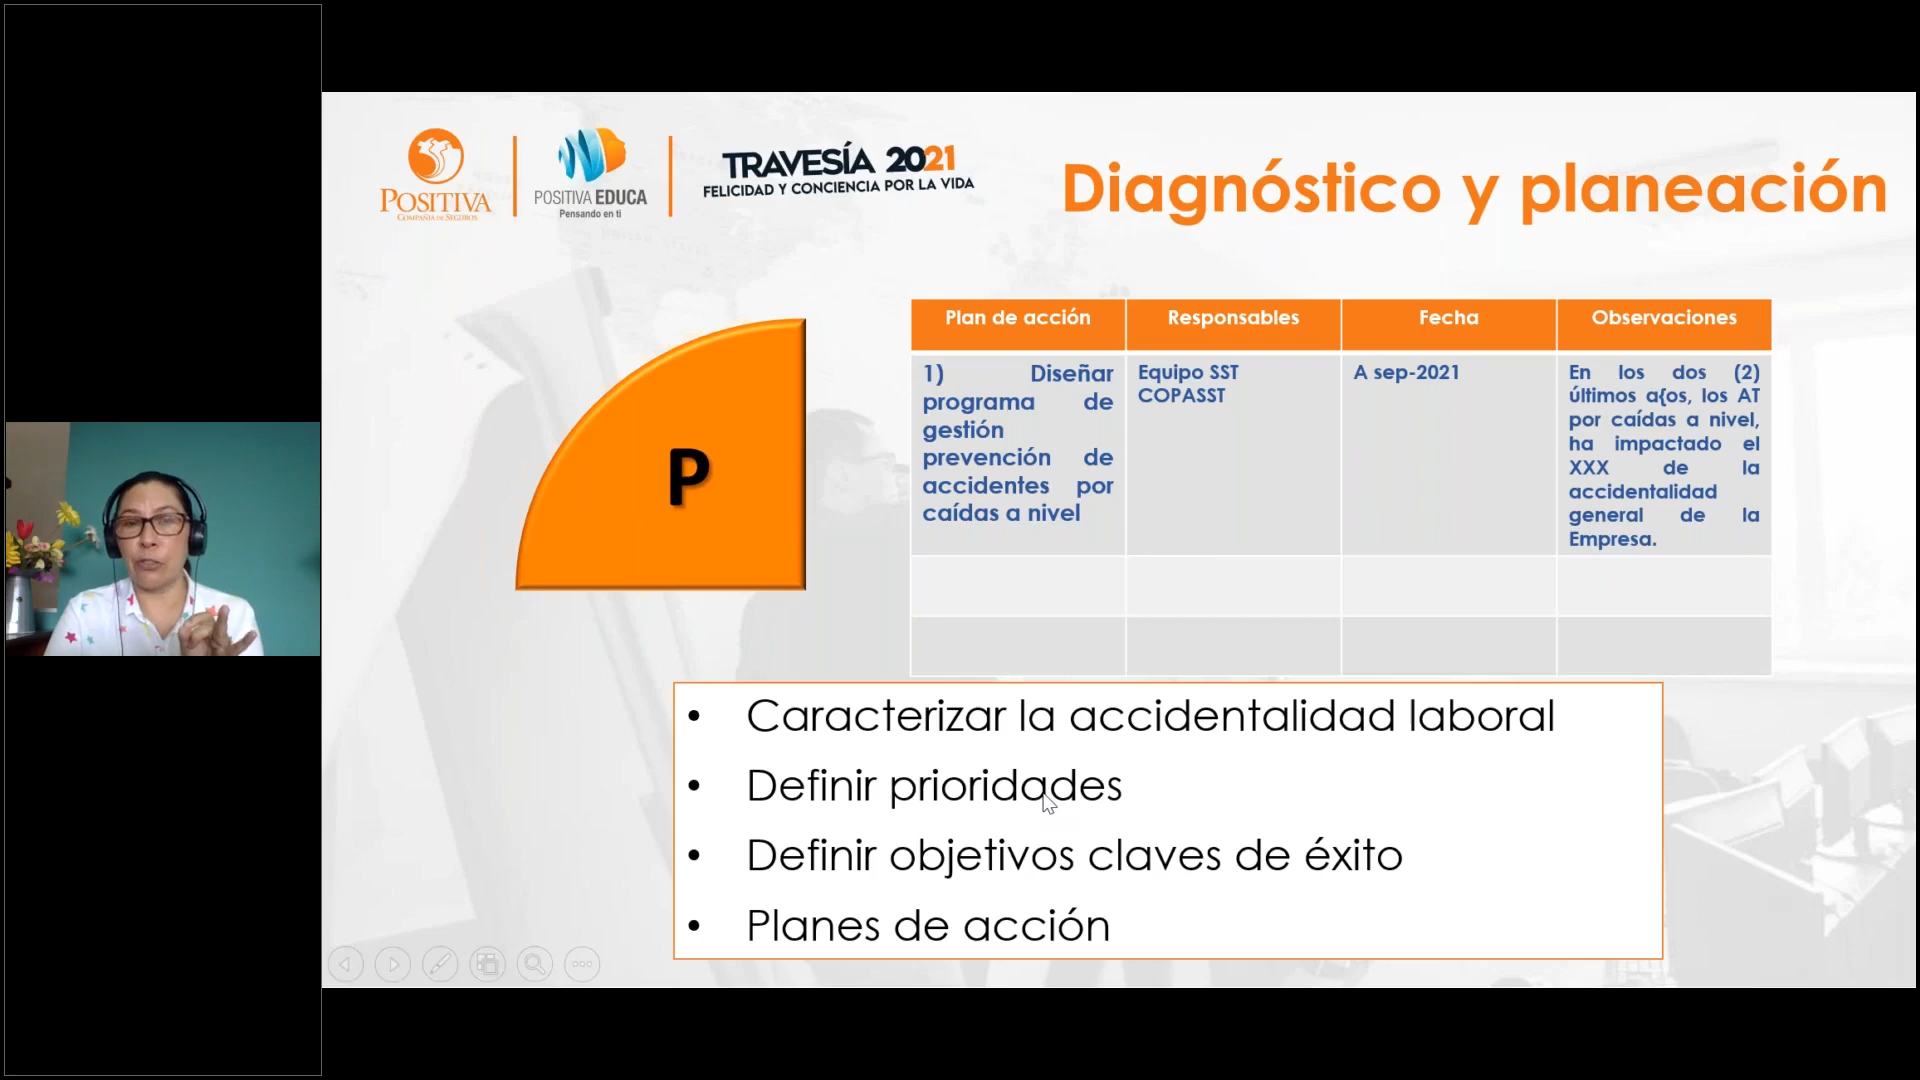 POSITIVA
COMPAÑÍA DE SEGUROS
POSITIVA EDUCA
Pensando en ti
TRAVESÍA 2021
FELICIDAD Y CONCIENCIA POR LA VIDA
Diagnóstico y planeación
P
Plan de acción
Responsables
Fecha
Observaciones
1) Diseñar
programa de
gestión
prevención de
accidentes por
caídas a nivel
Equipo SST
COPASST
A sep-2021
En los dos (2)
últimos a{os, los AT
por caídas a nivel,
ha impactado el
XXX de la
accidentalidad
general de la
Empresa.
• Caracterizar la accidentalidad laboral
• Definir prioridades
• Definir objetivos claves de éxito
• Planes de acción